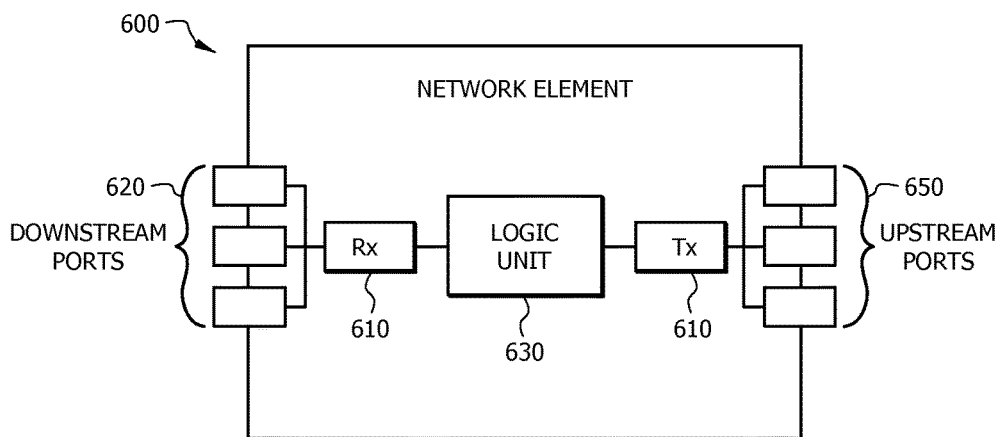 600
NETWORK ELEMENT
620
650
DOWNSTREAM
PORTS
Rx
LOGIC
UNIT
Tx
UPSTREAM
PORTS
610
630
610